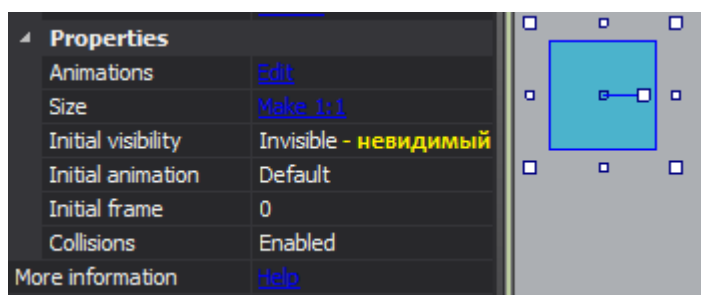 Properties
Animations Edit
Size Make 1:1
Initial visibility Invisible - невидимый
Initial animation Default
Initial frame 0
Collisions Enabled
More information Help